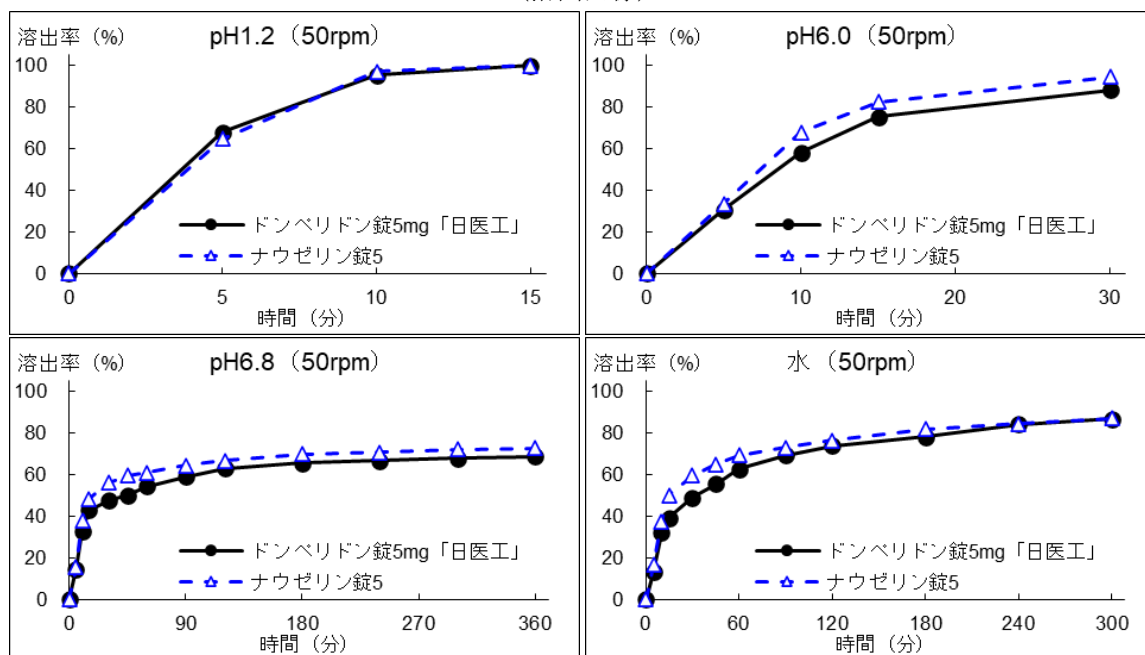 溶出率 (%)
pH1.2 (50rpm)
100
80
60
40
20
0
ドンペリドン錠5mg「日医工」
ナウゼリン錠5
0 5 10 15
時間 (分)
溶出率 (%)
pH6.0 (50rpm)
100
80
60
40
20
0
ドンペリドン錠5mg「日医工」
ナウゼリン錠5
0 10 20 30
時間 (分)
溶出率 (%)
pH6.8 (50rpm)
100
80
60
40
20
0
ドンペリドン錠5mg「日医工」
ナウゼリン錠5
0 90 180 270 360
時間 (分)
溶出率 (%)
水 (50rpm)
100
80
60
40
20
0
ドンペリドン錠5mg「日医工」
ナウゼリン錠5
0 60 120 180 240 300
時間 (分)